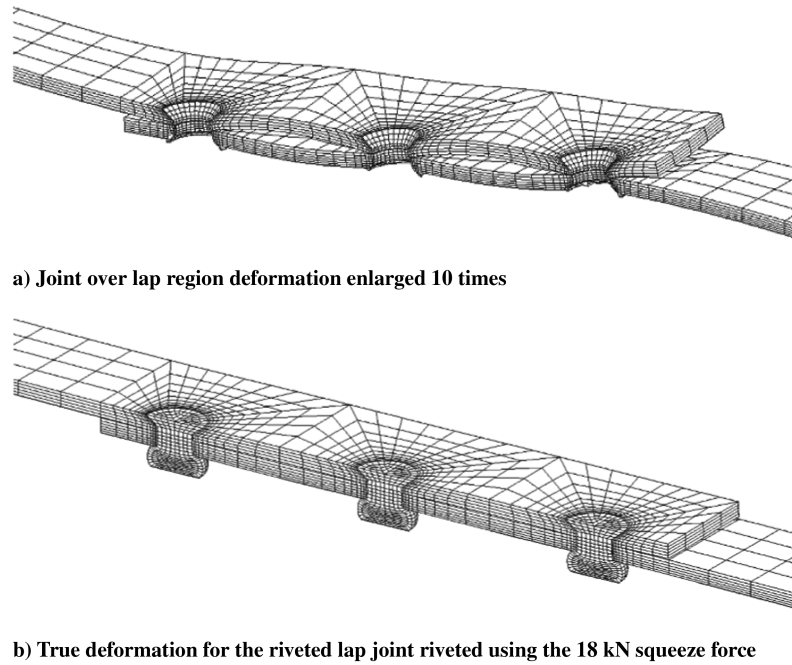 a) Joint over lap region deformation enlarged 10 times
b) True deformation for the riveted lap joint riveted using the 18 kN squeeze force